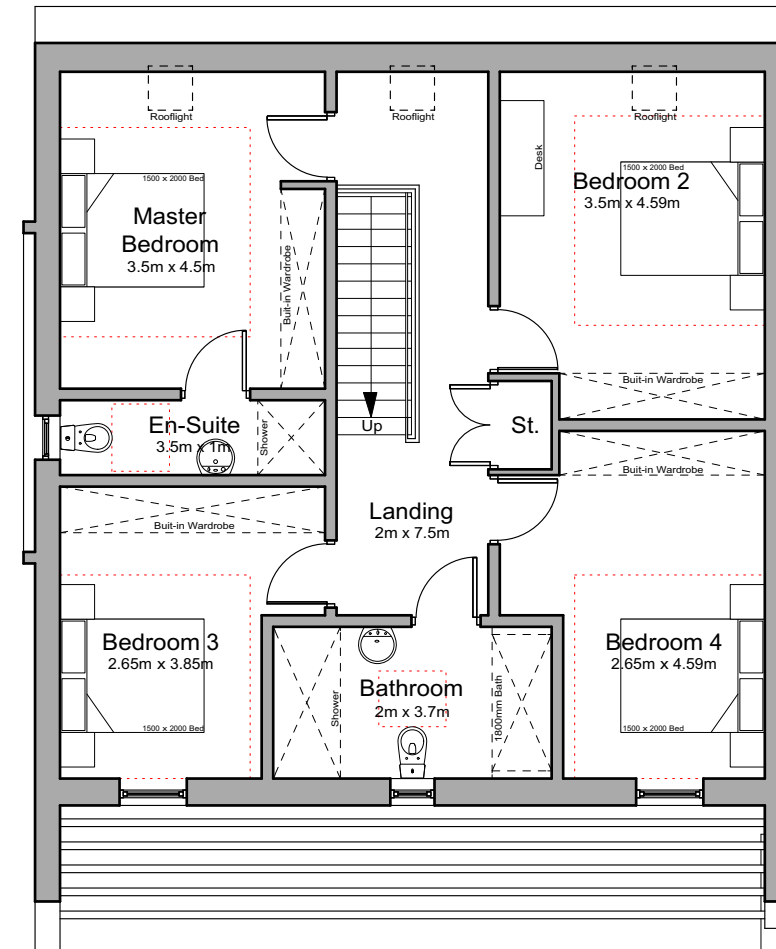 Rooflight
Rooflight
Rooflight
1500 x 2000 Bed
Master
Bedroom
3.5m x 4.5m
Buit-in Wardrobe
Desk
1500 x 2000 Bed
Bedroom 2
3.5m x 4.59m
Buit-in Wardrobe
En-Suite
3.5m x 1m
Shower
Up
St.
Buit-in Wardrobe
Landing
2m x 7.5m
Buit-in Wardrobe
Bedroom 3
2.65m x 3.85m
1500 x 2000 Bed
Bathroom
2m x 3.7m
Shower
1800mm Bath
Bedroom 4
2.65m x 4.59m
1500 x 2000 Bed